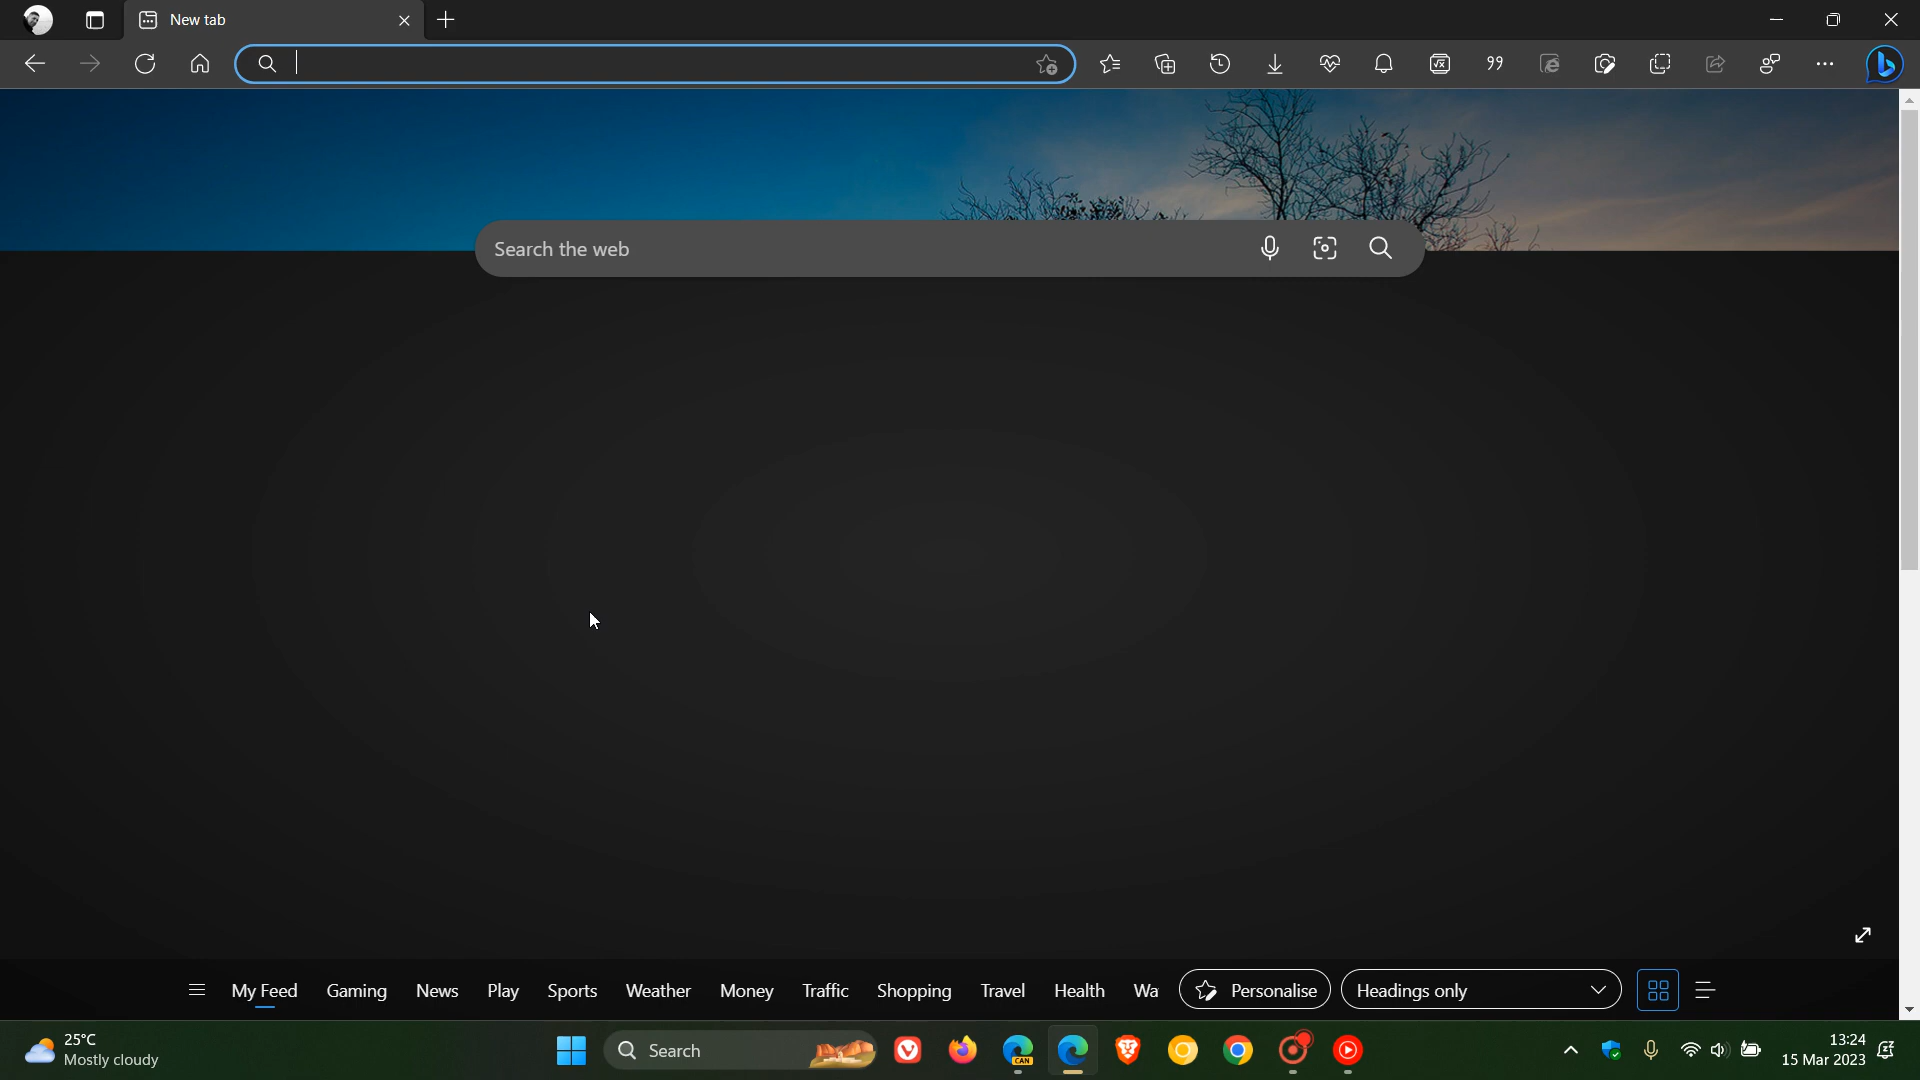 New tab
Search the web
My Feed
Gaming
News
Play
Sports
Weather
Money
Traffic
Shopping
Travel
Health
Wa
Personalise
Headings only
25°C
Mostly cloudy
Search
CAN
13:24
15 Mar 2023